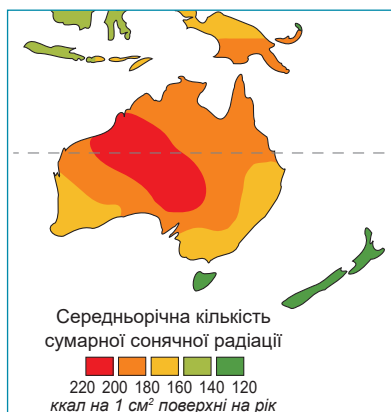 Середньорічна кількість
сумарної сонячної радіації
220 200 180 160 140 120
ккал на 1 см² поверхні на рік